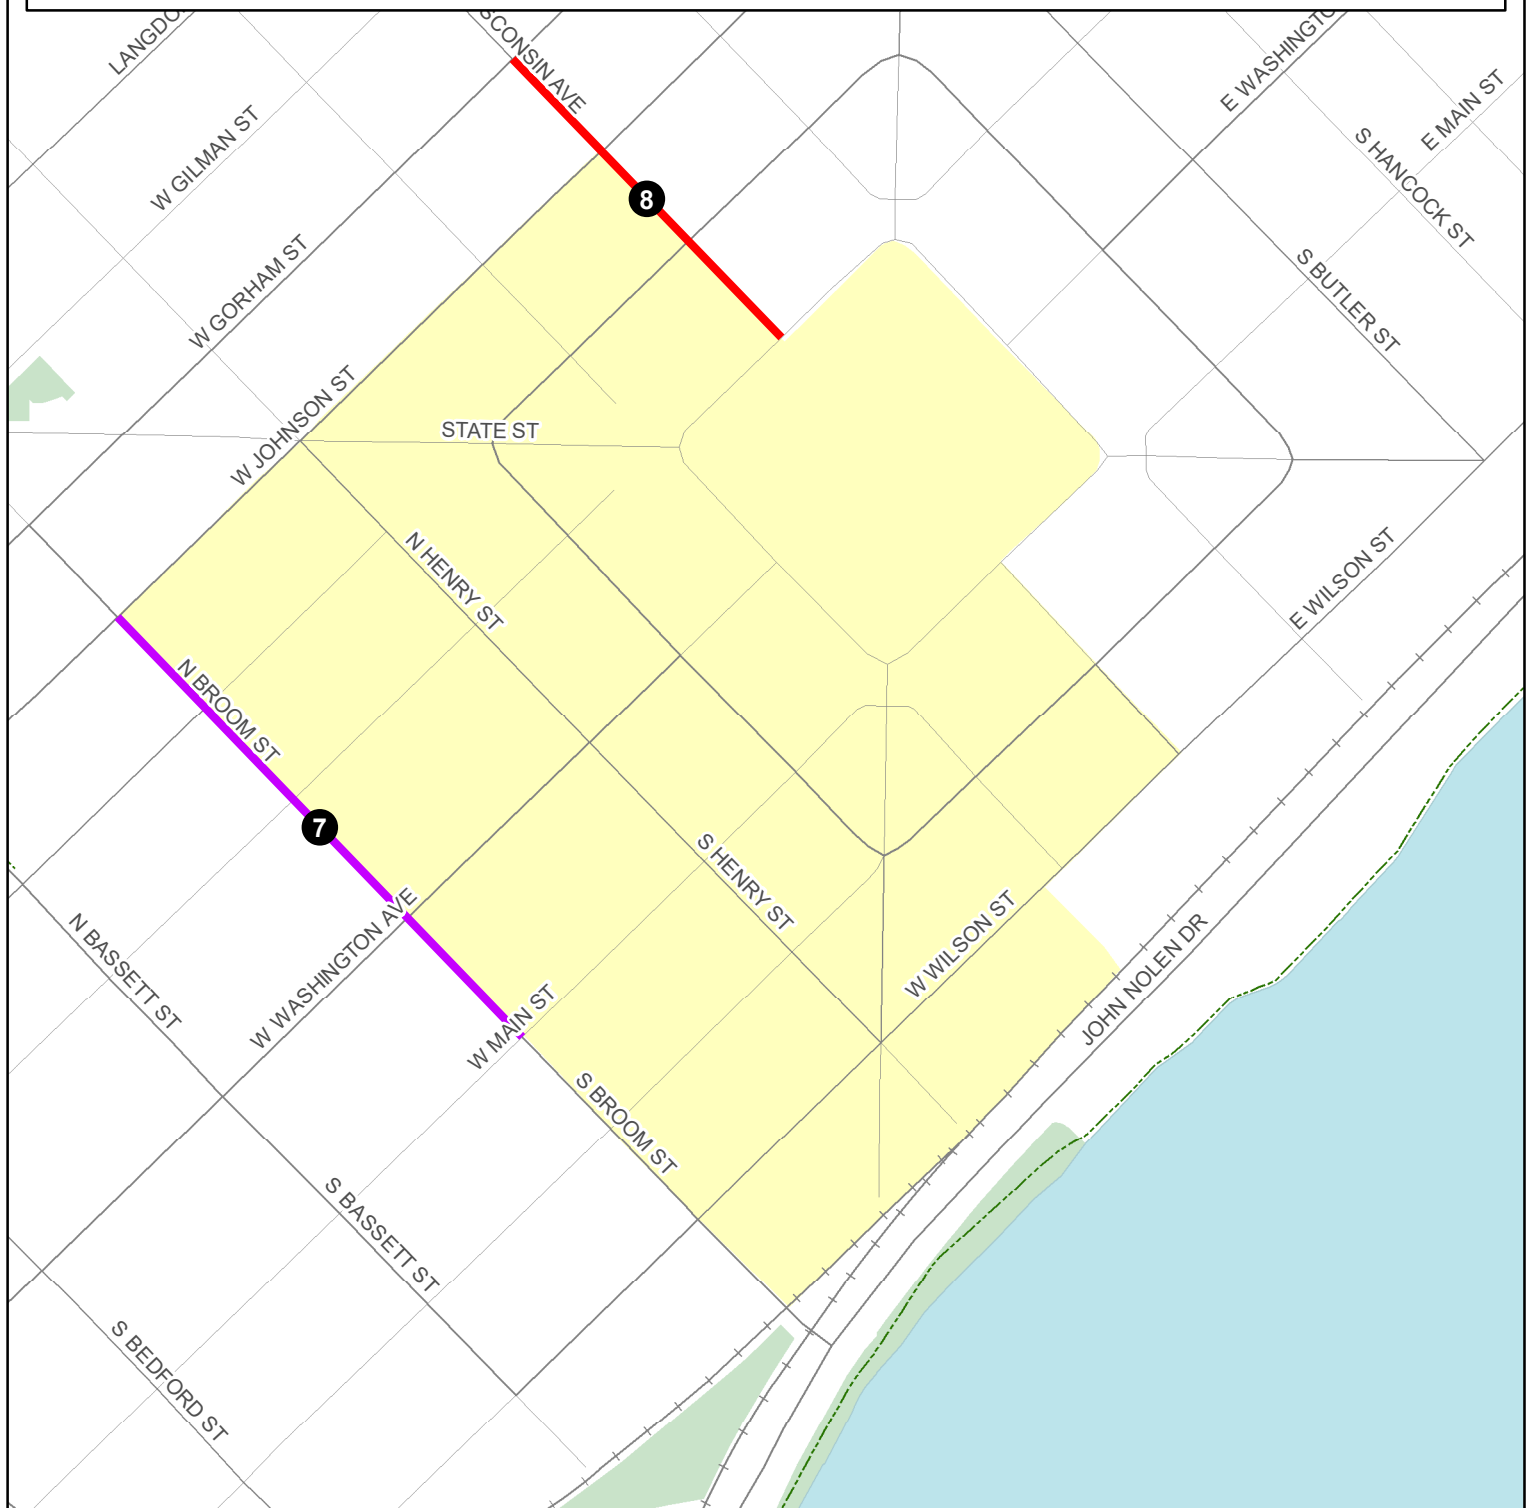 LANGDO
SCONSIN AVE
E WASHINGTO
E MAIN ST
W GILMAN ST
S HANCOCK ST
8
W GORHAM ST
S BUTLER ST
W JOHNSON ST
STATE ST
N HENRY ST
E WILSON ST
N BROOM ST
7
S HENRY ST
W WASHINGTON AVE
W WILSON ST
N BASSETT ST
JOHN NOLEN DR
W MAIN ST
S BROOM ST
S BASSETT ST
S BEDFORD ST